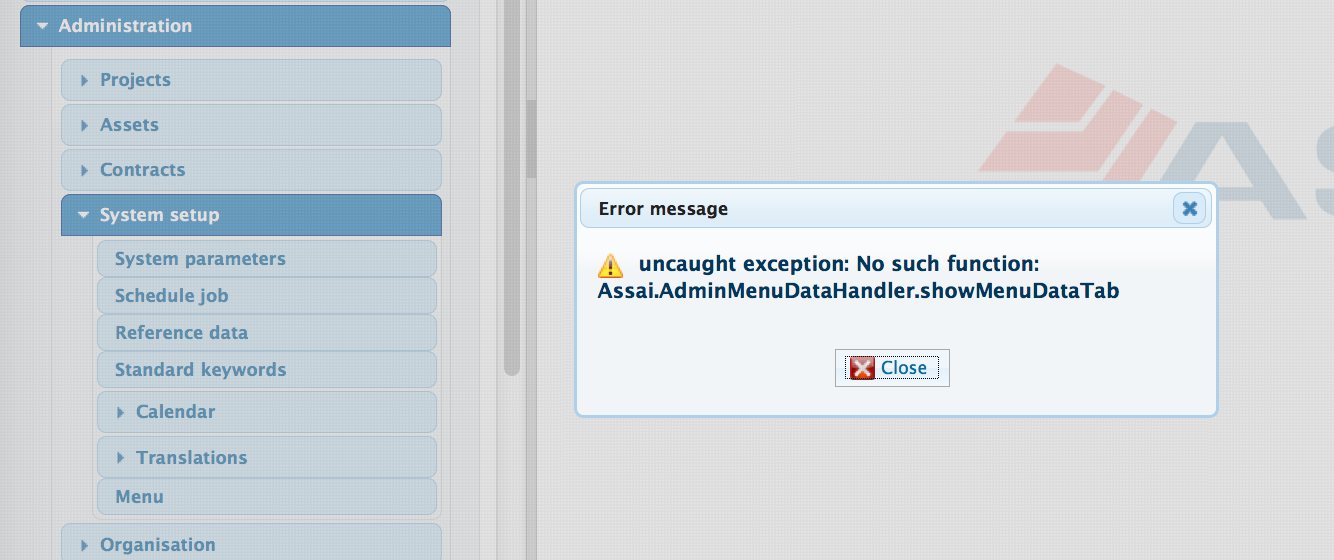 Administration
Projects
Assets
Contracts
System setup
System parameters
Schedule job
Reference data
Standard keywords
Calendar
Translations
Menu
Organisation
AS
Error message
uncaught exception: No such function:
Assai.AdminMenuDataHandler.showMenuDataTab
Close